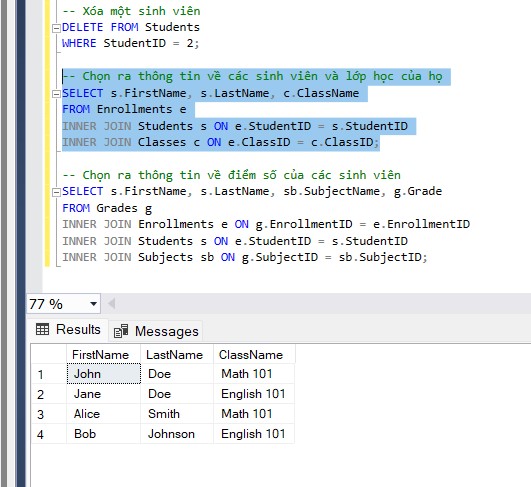 -- Xóa một sinh viên
DELETE FROM Students
WHERE StudentID = 2;
-- Chọn ra thông tin về các sinh viên và lớp học của họ
SELECT s.FirstName, s.LastName, c.ClassName
FROM Enrollments e
INNER JOIN Students s ON e.StudentID = s.StudentID
INNER JOIN Classes c ON e.ClassID = c.ClassID;
-- Chọn ra thông tin về điểm số của các sinh viên
SELECT s.FirstName, s.LastName, sb.SubjectName, g.Grade
FROM Grades g
INNER JOIN Enrollments e ON g.EnrollmentID = e.EnrollmentID
INNER JOIN Students s ON e.StudentID = s.StudentID
INNER JOIN Subjects sb ON g.SubjectID = sb.SubjectID;
77 %
Results Messages
FirstName LastName ClassName
1 John Doe Math 101
2 Jane Doe English 101
3 Alice Smith Math 101
4 Bob Johnson English 101